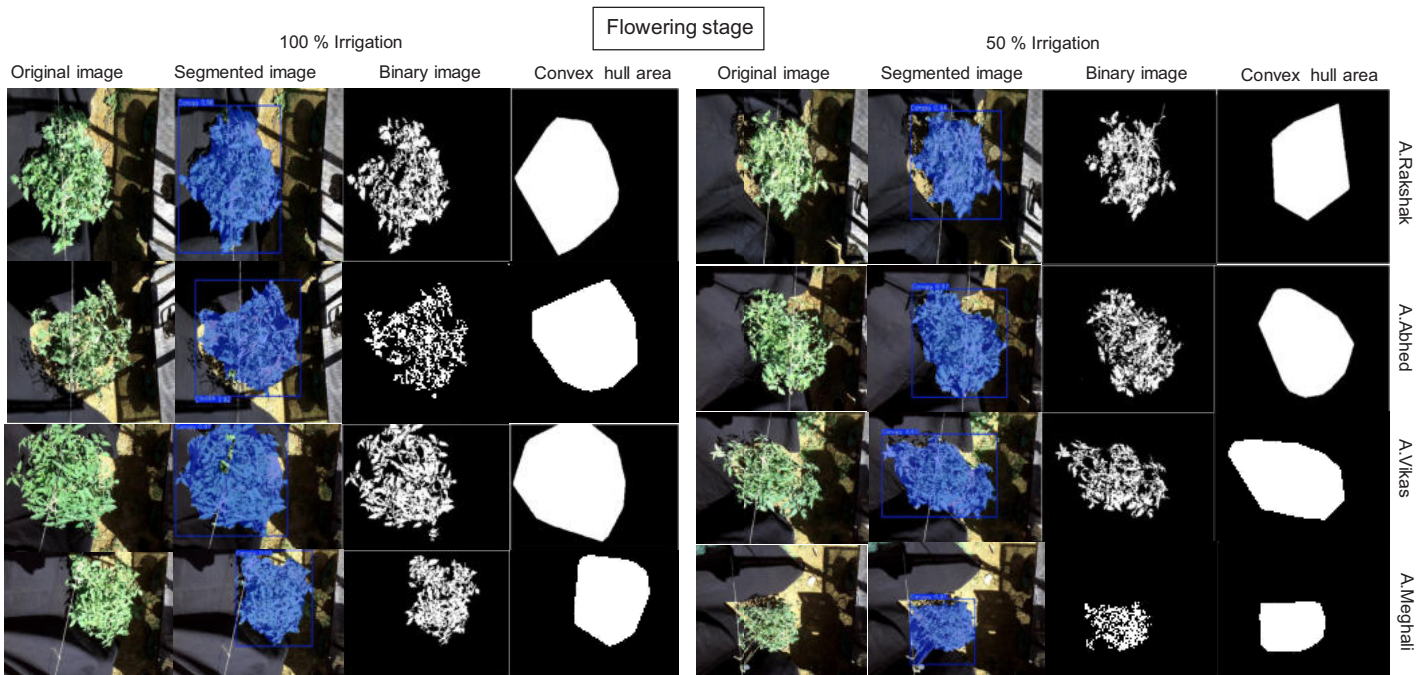 Flowering stage
100 % Irrigation
50 % Irrigation
Original image
Segmented image
Binary image
Convex hull area
Original image
Segmented image
Binary image
Convex hull area
A.Rakshak
A.Abhed
A.Vikas
A.Meghali